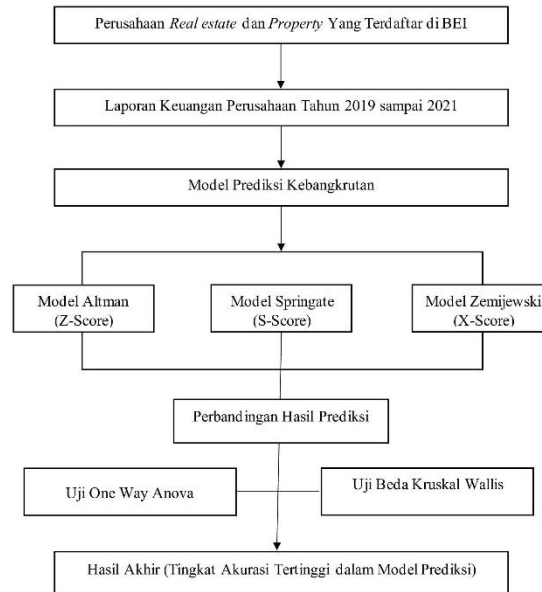 Perusahaan Real estate dan Property Yang Terdaftar di BEI
Laporan Keuangan Perusahaan Tahun 2019 sampai 2021
Model Prediksi Kebangkrutan
Model Altman
(Z-Score)
Model Springate
(S-Score)
Model Zemijewski
(X-Score)
Perbandingan Hasil Prediksi
Uji One Way Anova
Uji Beda Kruskal Wallis
Hasil Akhir (Tingkat Akurasi Tertinggi dalam Model Prediksi)